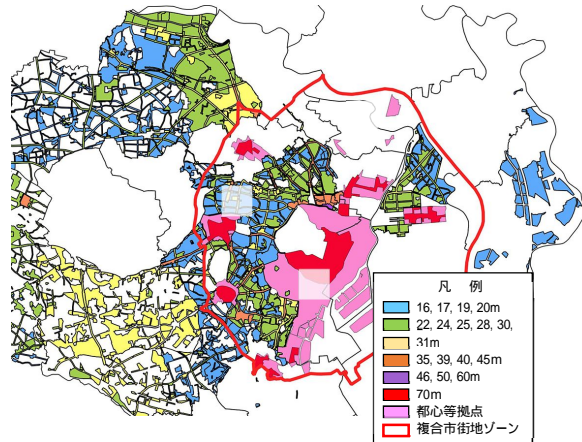 凡 例
16, 17, 19, 20m
22, 24, 25, 28, 30,
31m
35, 39, 40, 45m
46, 50, 60m
70m
都心等拠点
複合市街地ゾーン